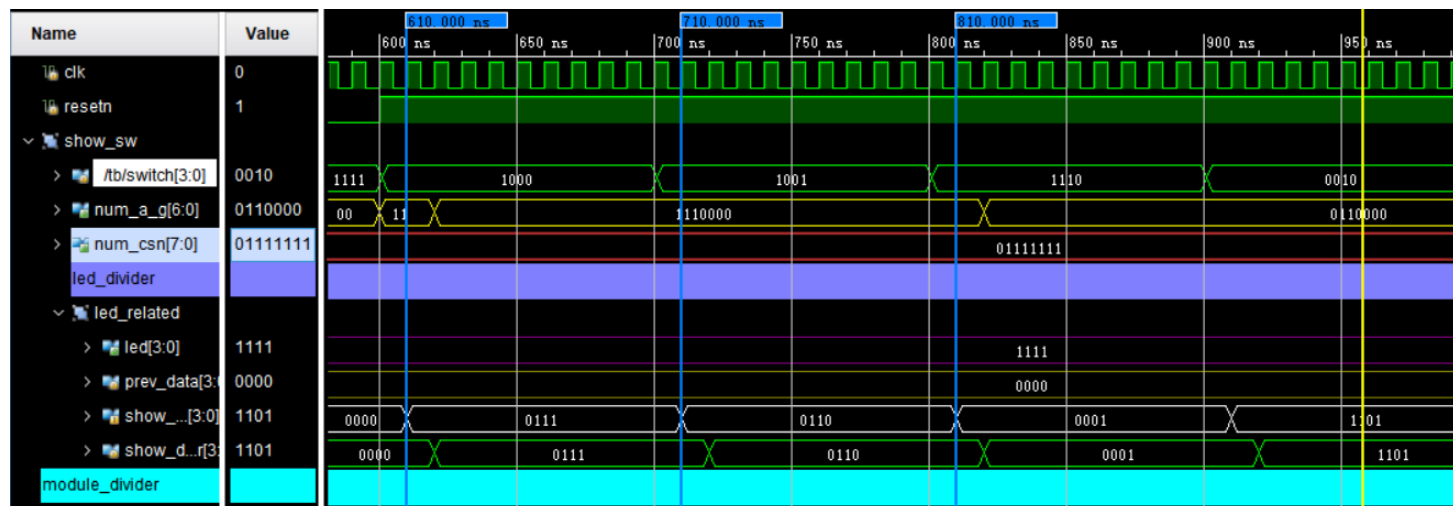 Name Value 610.000 ns 710.000 ns 810.000 ns
600 ns 650 ns 700 ns 750 ns 800 ns 850 ns 900 ns 950 ns
clk 0
resetn 1
show_sw
/tb/switch[3:0] 0010 1111 1000 1001 1110 0010
num_a_g[6:0] 0110000 00 11 1110000 0110000
num_csn[7:0] 01111111 01111111
led_divider
led_related
led[3:0] 1111 1111
prev_data[3:0 0000 0000
show_...[3:0] 1101 0000 0111 0110 0001 1101
show_d...r[3: 1101 0000 0111 0110 0001 1101
module_divider